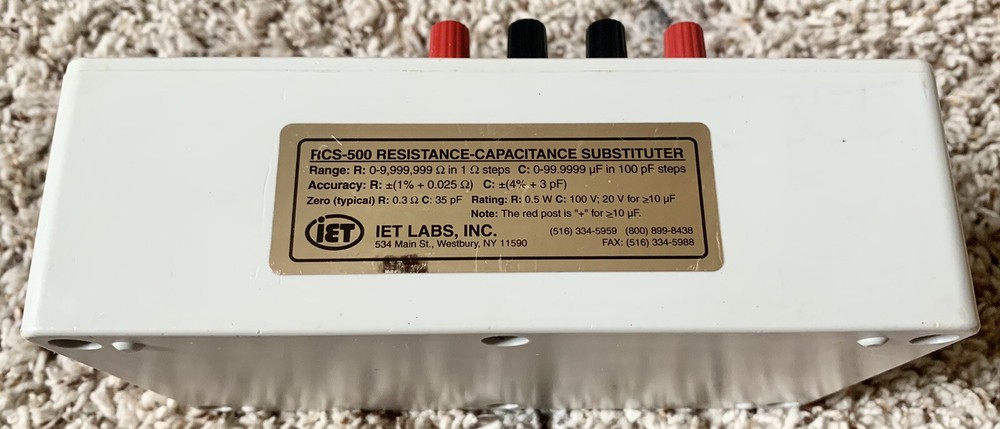 RCS-500 RESISTANCE-CAPACITANCE SUBSTITUTER
Range: R: 0-9,999,999 Ω in 1 Ω steps C: 0-99.9999 µF in 100 pF steps
Accuracy: R: ±(1% + 0.025 Ω) C: ±(4% + 3 pF)
Zero (typical) R: 0.3 Ω C: 35 pF Rating: R: 0.5 W C: 100 V; 20 V for ≥10 µF
Note: The red post is "+" for ≥10 µF.
iET IET LABS, INC. (516) 334-5959 (800) 899-8438
534 Main St., Westbury, NY 11590 FAX: (516) 334-5988